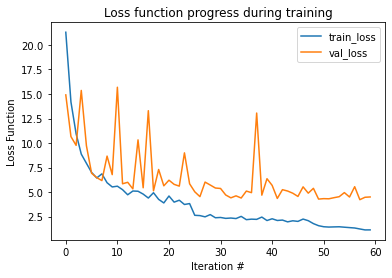 Loss function progress during training
train_loss
val_loss
Loss Function
20.0
17.5
15.0
12.5
10.0
7.5
5.0
2.5
0 10 20 30 40 50 60
Iteration #